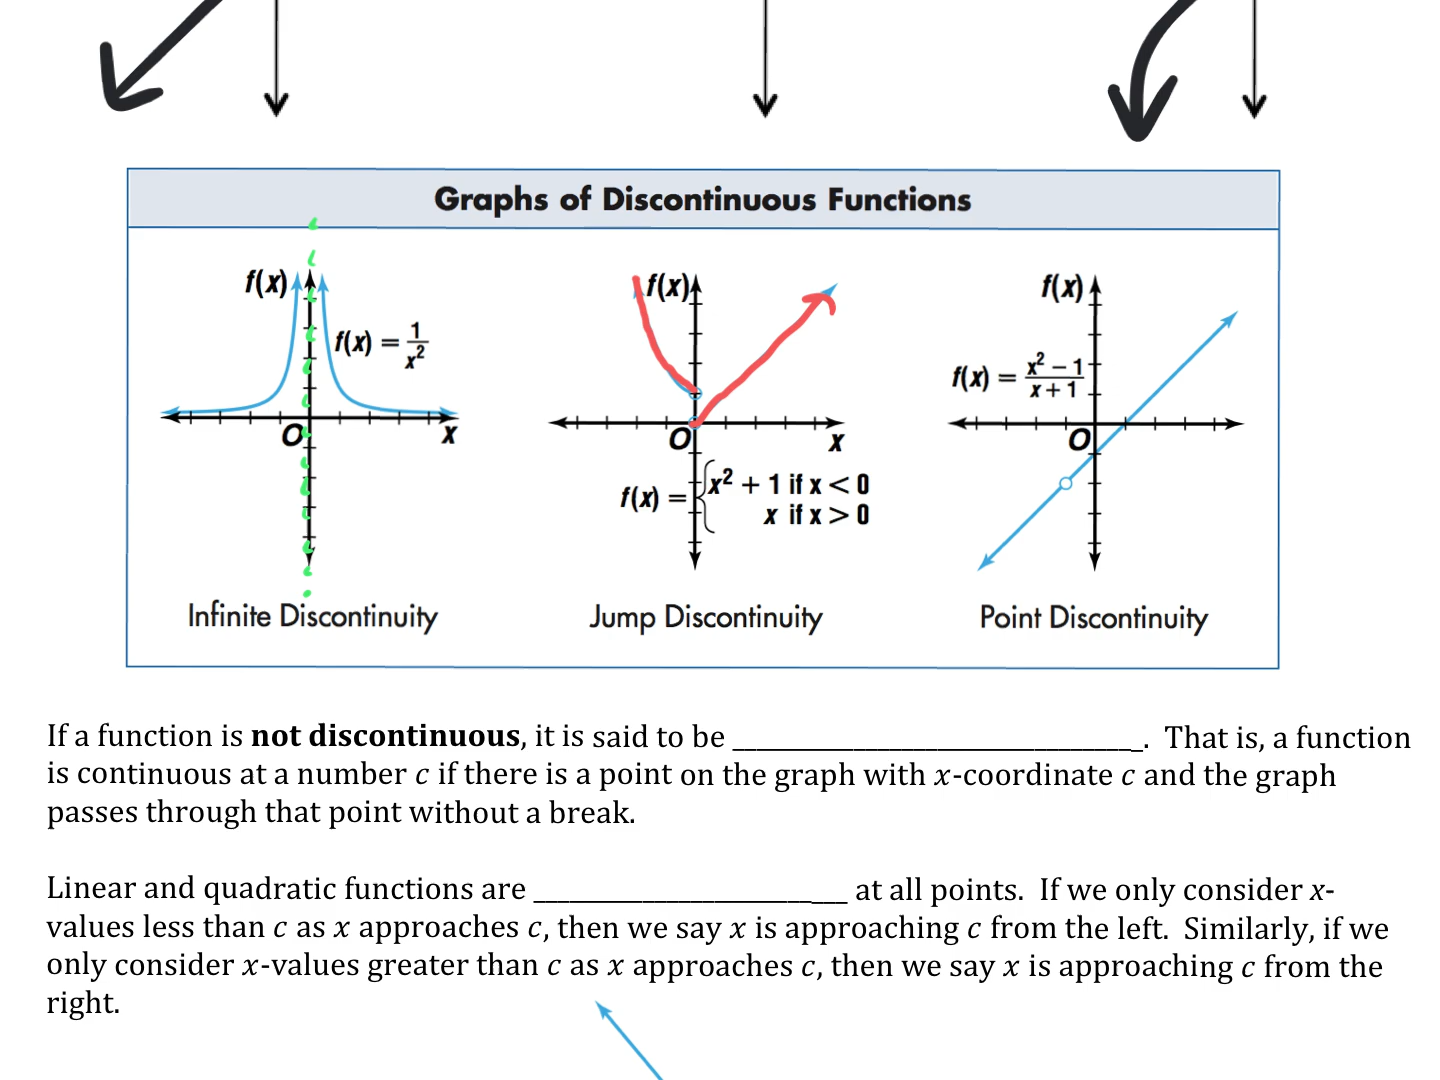 Graphs of Discontinuous Functions
f(x) f(x) f(x)
f(x) = 1/x²
f(x) = x² – 1 / x + 1
O x O x O
f(x) = { x² + 1 if x < 0
x if x > 0
Infinite Discontinuity Jump Discontinuity Point Discontinuity
If a function is not discontinuous, it is said to be ______________________________. That is, a function
is continuous at a number c if there is a point on the graph with x-coordinate c and the graph
passes through that point without a break.
Linear and quadratic functions are _______________________ at all points. If we only consider x-
values less than c as x approaches c, then we say x is approaching c from the left. Similarly, if we
only consider x-values greater than c as x approaches c, then we say x is approaching c from the
right.